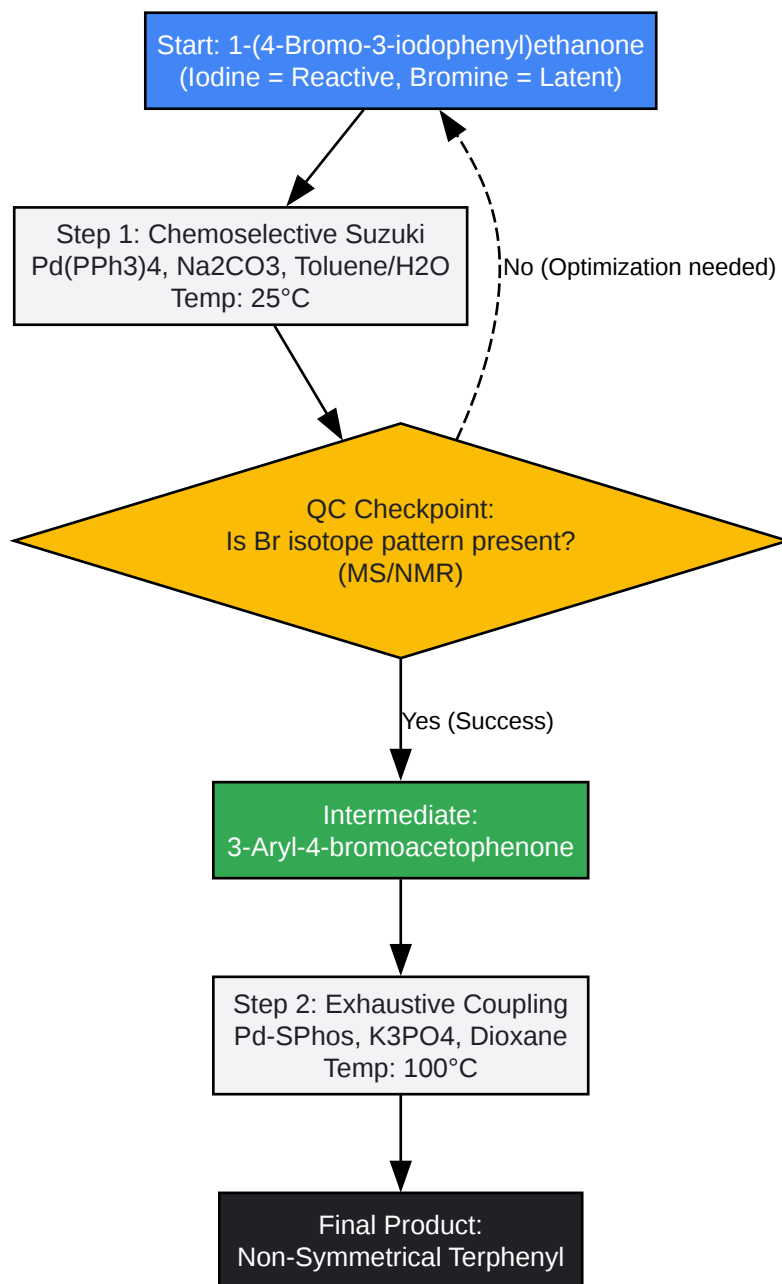 Start: 1-(4-Bromo-3-iodophenyl)ethanone
(Iodine = Reactive, Bromine = Latent)
Step 1: Chemoselective Suzuki
Pd(PPh3)4, Na2CO3, Toluene/H2O
Temp: 25°C
No (Optimization needed)
QC Checkpoint:
Is Br isotope pattern present?
(MS/NMR)
Yes (Success)
Intermediate:
3-Aryl-4-bromoacetophenone
Step 2: Exhaustive Coupling
Pd-SPhos, K3PO4, Dioxane
Temp: 100°C
Final Product:
Non-Symmetrical Terphenyl